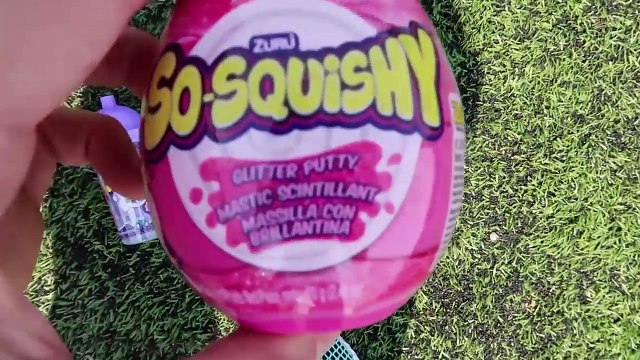 ZURU
SO-SQUISHY
GLITTER PUTTY
MASTIC SCINTILLANT
MASSILLA CON
BRILLANTINA